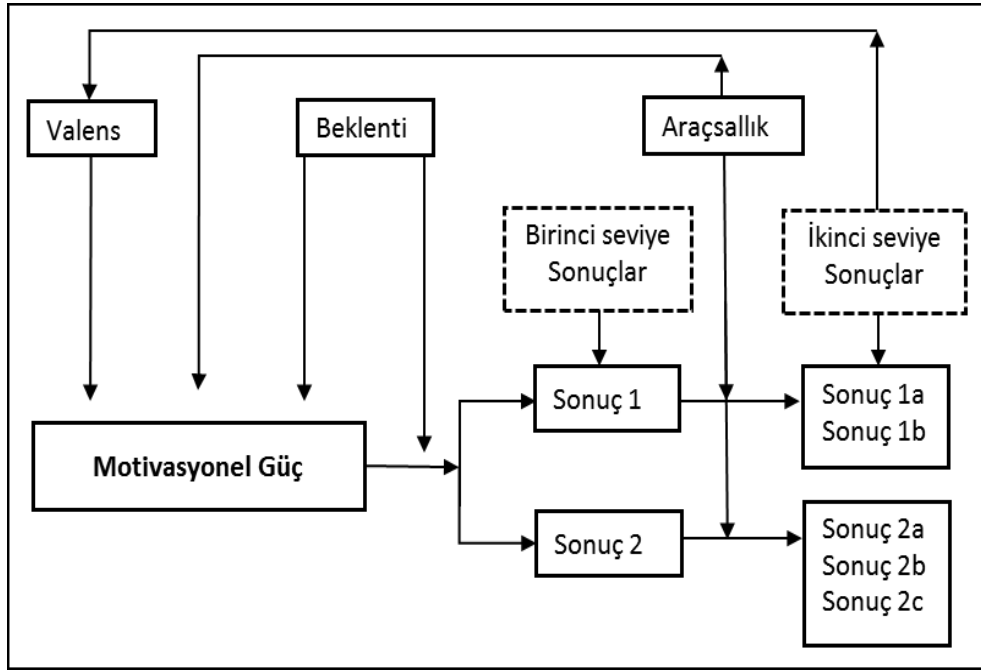 Valens
Beklenti
Araçsallık
Birinci seviye
Sonuçlar
İkinci seviye
Sonuçlar
Sonuç 1
Sonuç 1a
Sonuç 1b
Motivasyonel Güç
Sonuç 2
Sonuç 2a
Sonuç 2b
Sonuç 2c